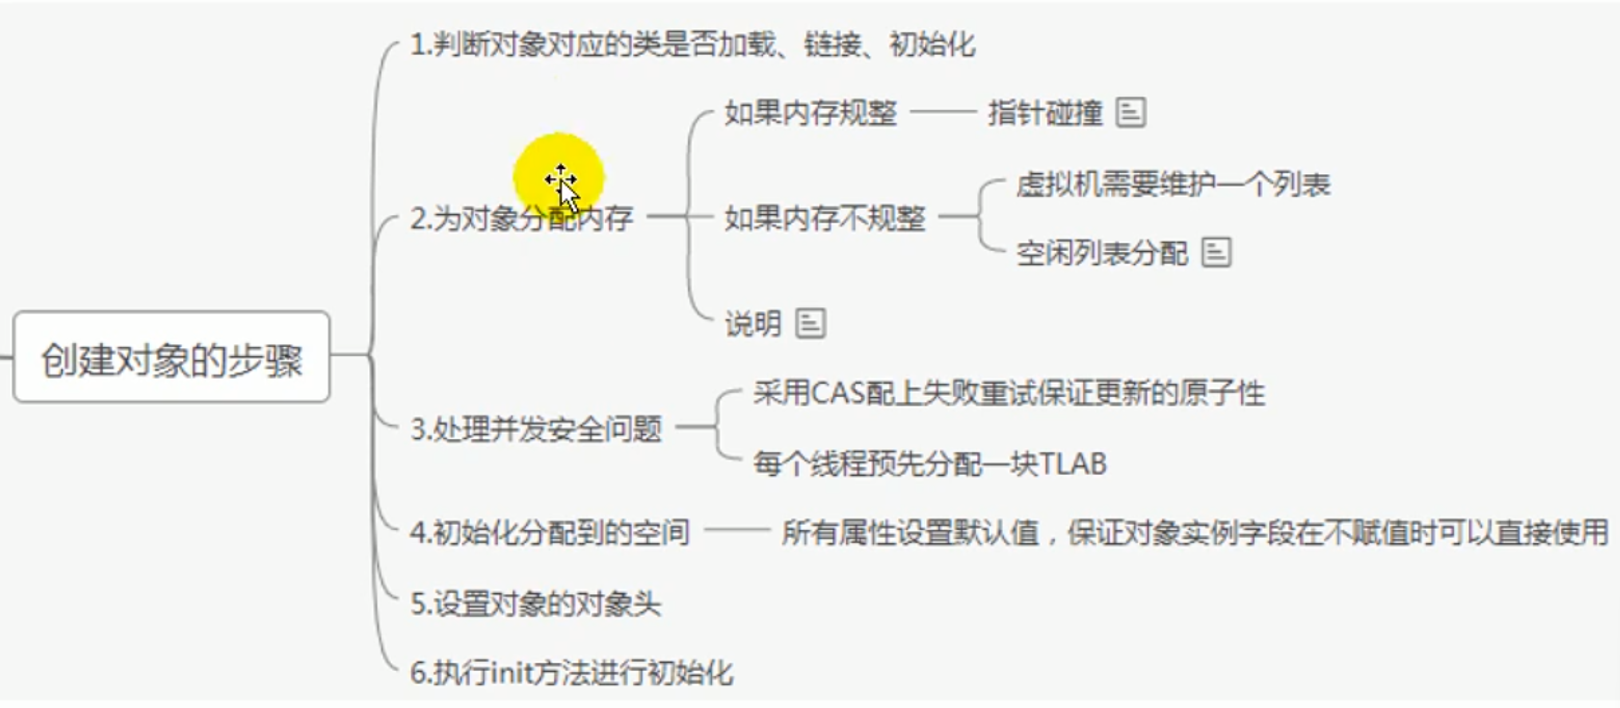 创建对象的步骤
1.判断对象对应的类是否加载、链接、初始化
2.为对象分配内存
如果内存规整
指针碰撞
如果内存不规整
虚拟机需要维护一个列表
空闲列表分配
说明
3.处理并发安全问题
采用CAS配上失败重试保证更新的原子性
每个线程预先分配一块TLAB
4.初始化分配到的空间
所有属性设置默认值，保证对象实例字段在不赋值时可以直接使用
5.设置对象的对象头
6.执行init方法进行初始化